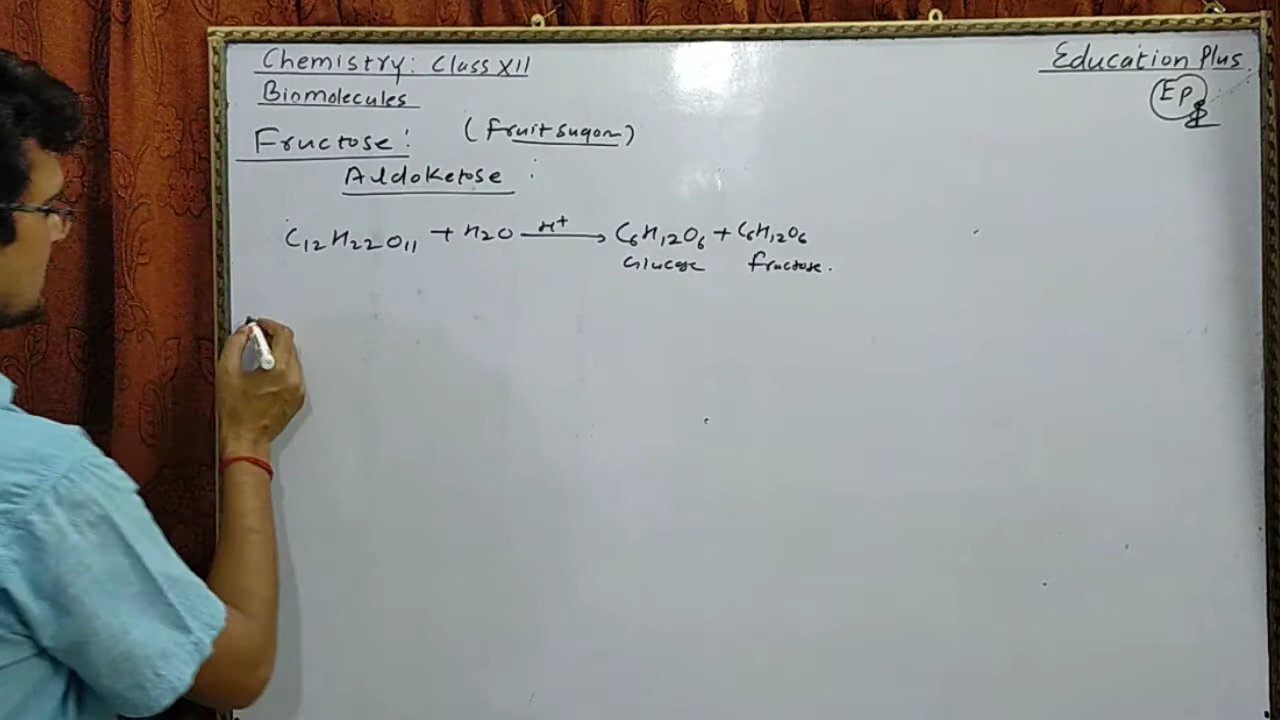 Chemistry: Class XII
Education Plus
Biomolecules
EP
Fructose: (Fruit sugar)
Aldoketose :
C12H22O11 + H2O H+ → C6H12O6 + C6H12O6
Glucose fructose.